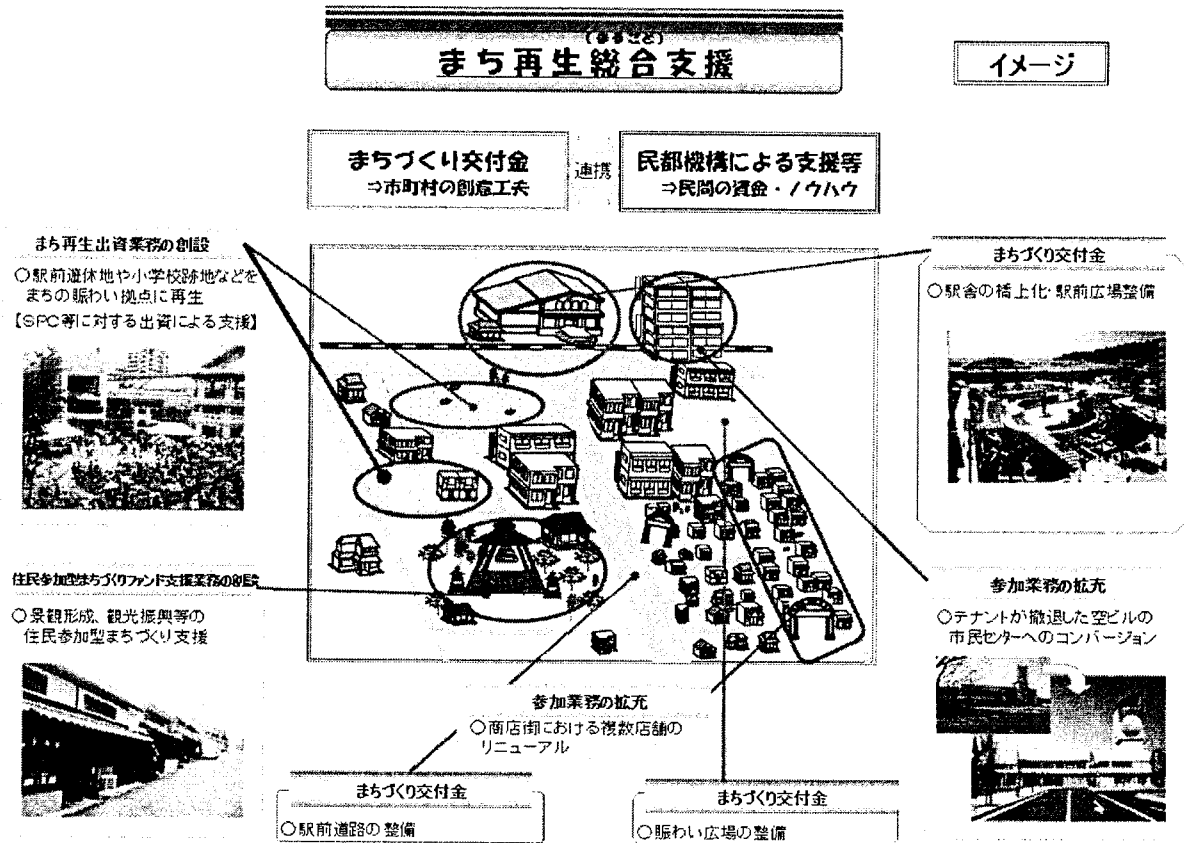 (まるごと)
まち再生総合支援
イメージ
まちづくり交付金
⇒市町村の創意工夫
連携
民都機構による支援等
⇒民間の資金・ノウハウ
まち再生出資業務の創設
○駅前遊休地や小学校跡地などを
まちの賑わい拠点に再生
【SPC等に対する出資による支援】
まちづくり交付金
○駅舎の橋上化・駅前広場整備
住民参加型まちづくりファンド支援業務の創設
○景観形成、観光振興等の
住民参加型まちづくり支援
参加業務の拡充
○テナントが撤退した空ビルの
市民センターへのコンバージョン
参加業務の拡充
○商店街における複数店舗の
リニューアル
まちづくり交付金
○駅前道路の整備
まちづくり交付金
○賑わい広場の整備